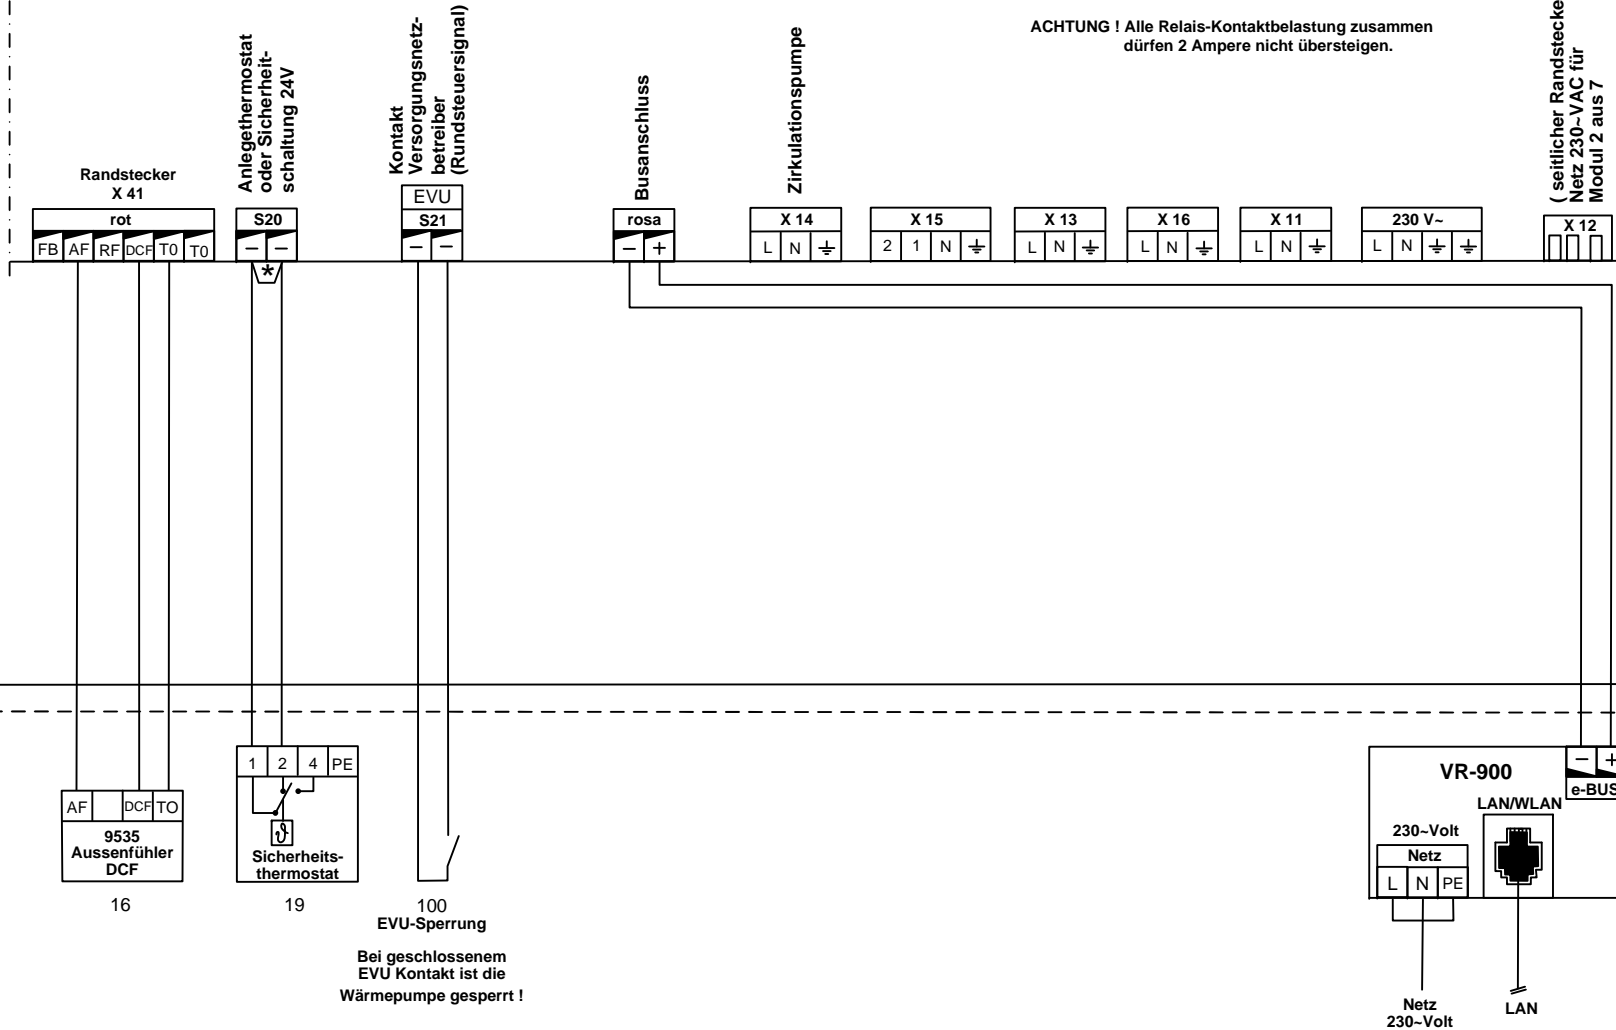 ACHTUNG ! Alle Relais-Kontaktbelastung zusammen
dürfen 2 Ampere nicht übersteigen.
Anlegethermostat
oder Sicherheit-
schaltung 24V
Kontakt
Versorgungsnetz-
betreiber
(Rundsteuersignal)
Busanschluss
Zirkulationspumpe
( seitlicher Randstecke
Netz 230~VAC für
Modul 2 aus 7
Randstecker
X 41
rot
FB AF RF DCF T0 T0
S20
– –
*
EVU
S21
– –
rosa
– +
X 14
L N
X 15
2 1 N
X 13
L N
X 16
L N
X 11
L N
230 V~
L N
X 12
AF DCF TO
9535
Aussenfühler
DCF
16
1 2 4 PE
ϑ
Sicherheits-
thermostat
19
100
EVU-Sperrung
Bei geschlossenem
EVU Kontakt ist die
Wärmepumpe gesperrt !
VR-900
– +
e-BUS
LAN/WLAN
230~Volt
Netz
L N PE
Netz
230~Volt
LAN